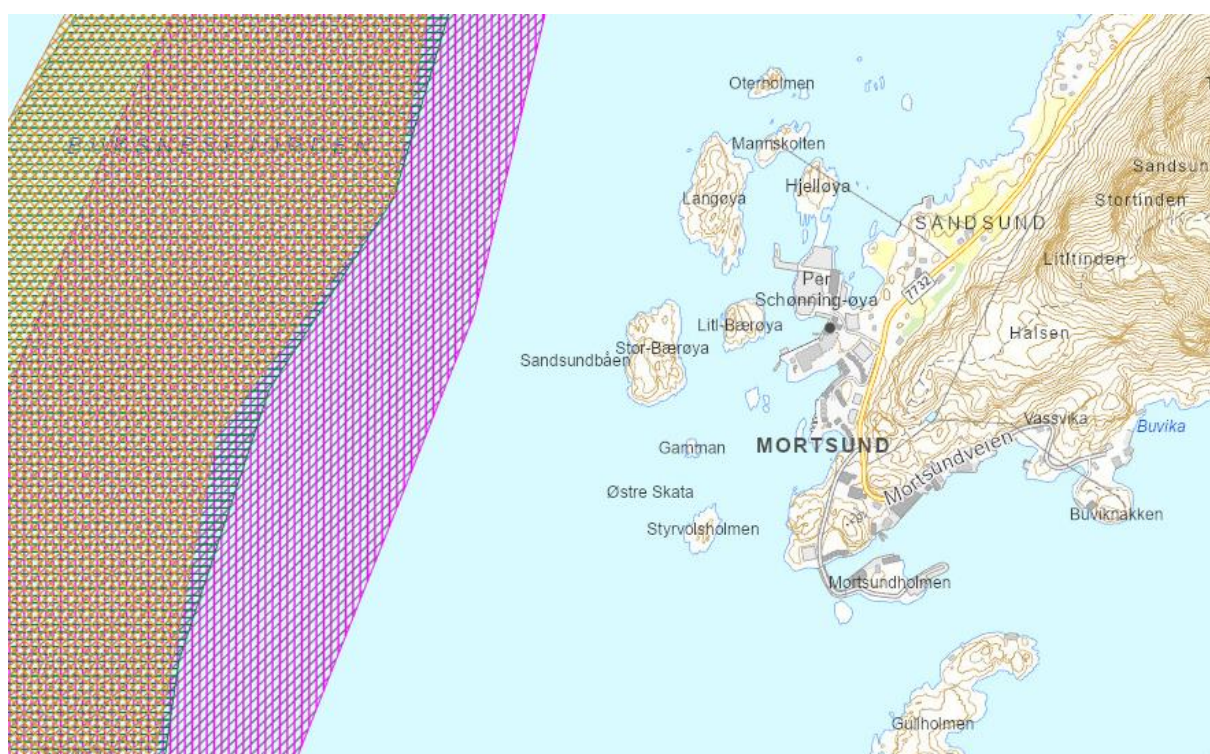 Oterholmen
BUKSNESFJORDEN
Mannskolten
Sandsun
Hjelløya
Stortinden
Langøya
SANDSUND
Litltinden
Per
Schønning-øya
7732
Litl-Bærøya
Halsen
Stor-Bærøya
Sandsundbåen
Vassvika
Buvika
MORTSUND
Gamman
Mortsundveien
Østre Skata
Buviknakken
Styrvolsholmen
Mortsundholmen
Gullholmen